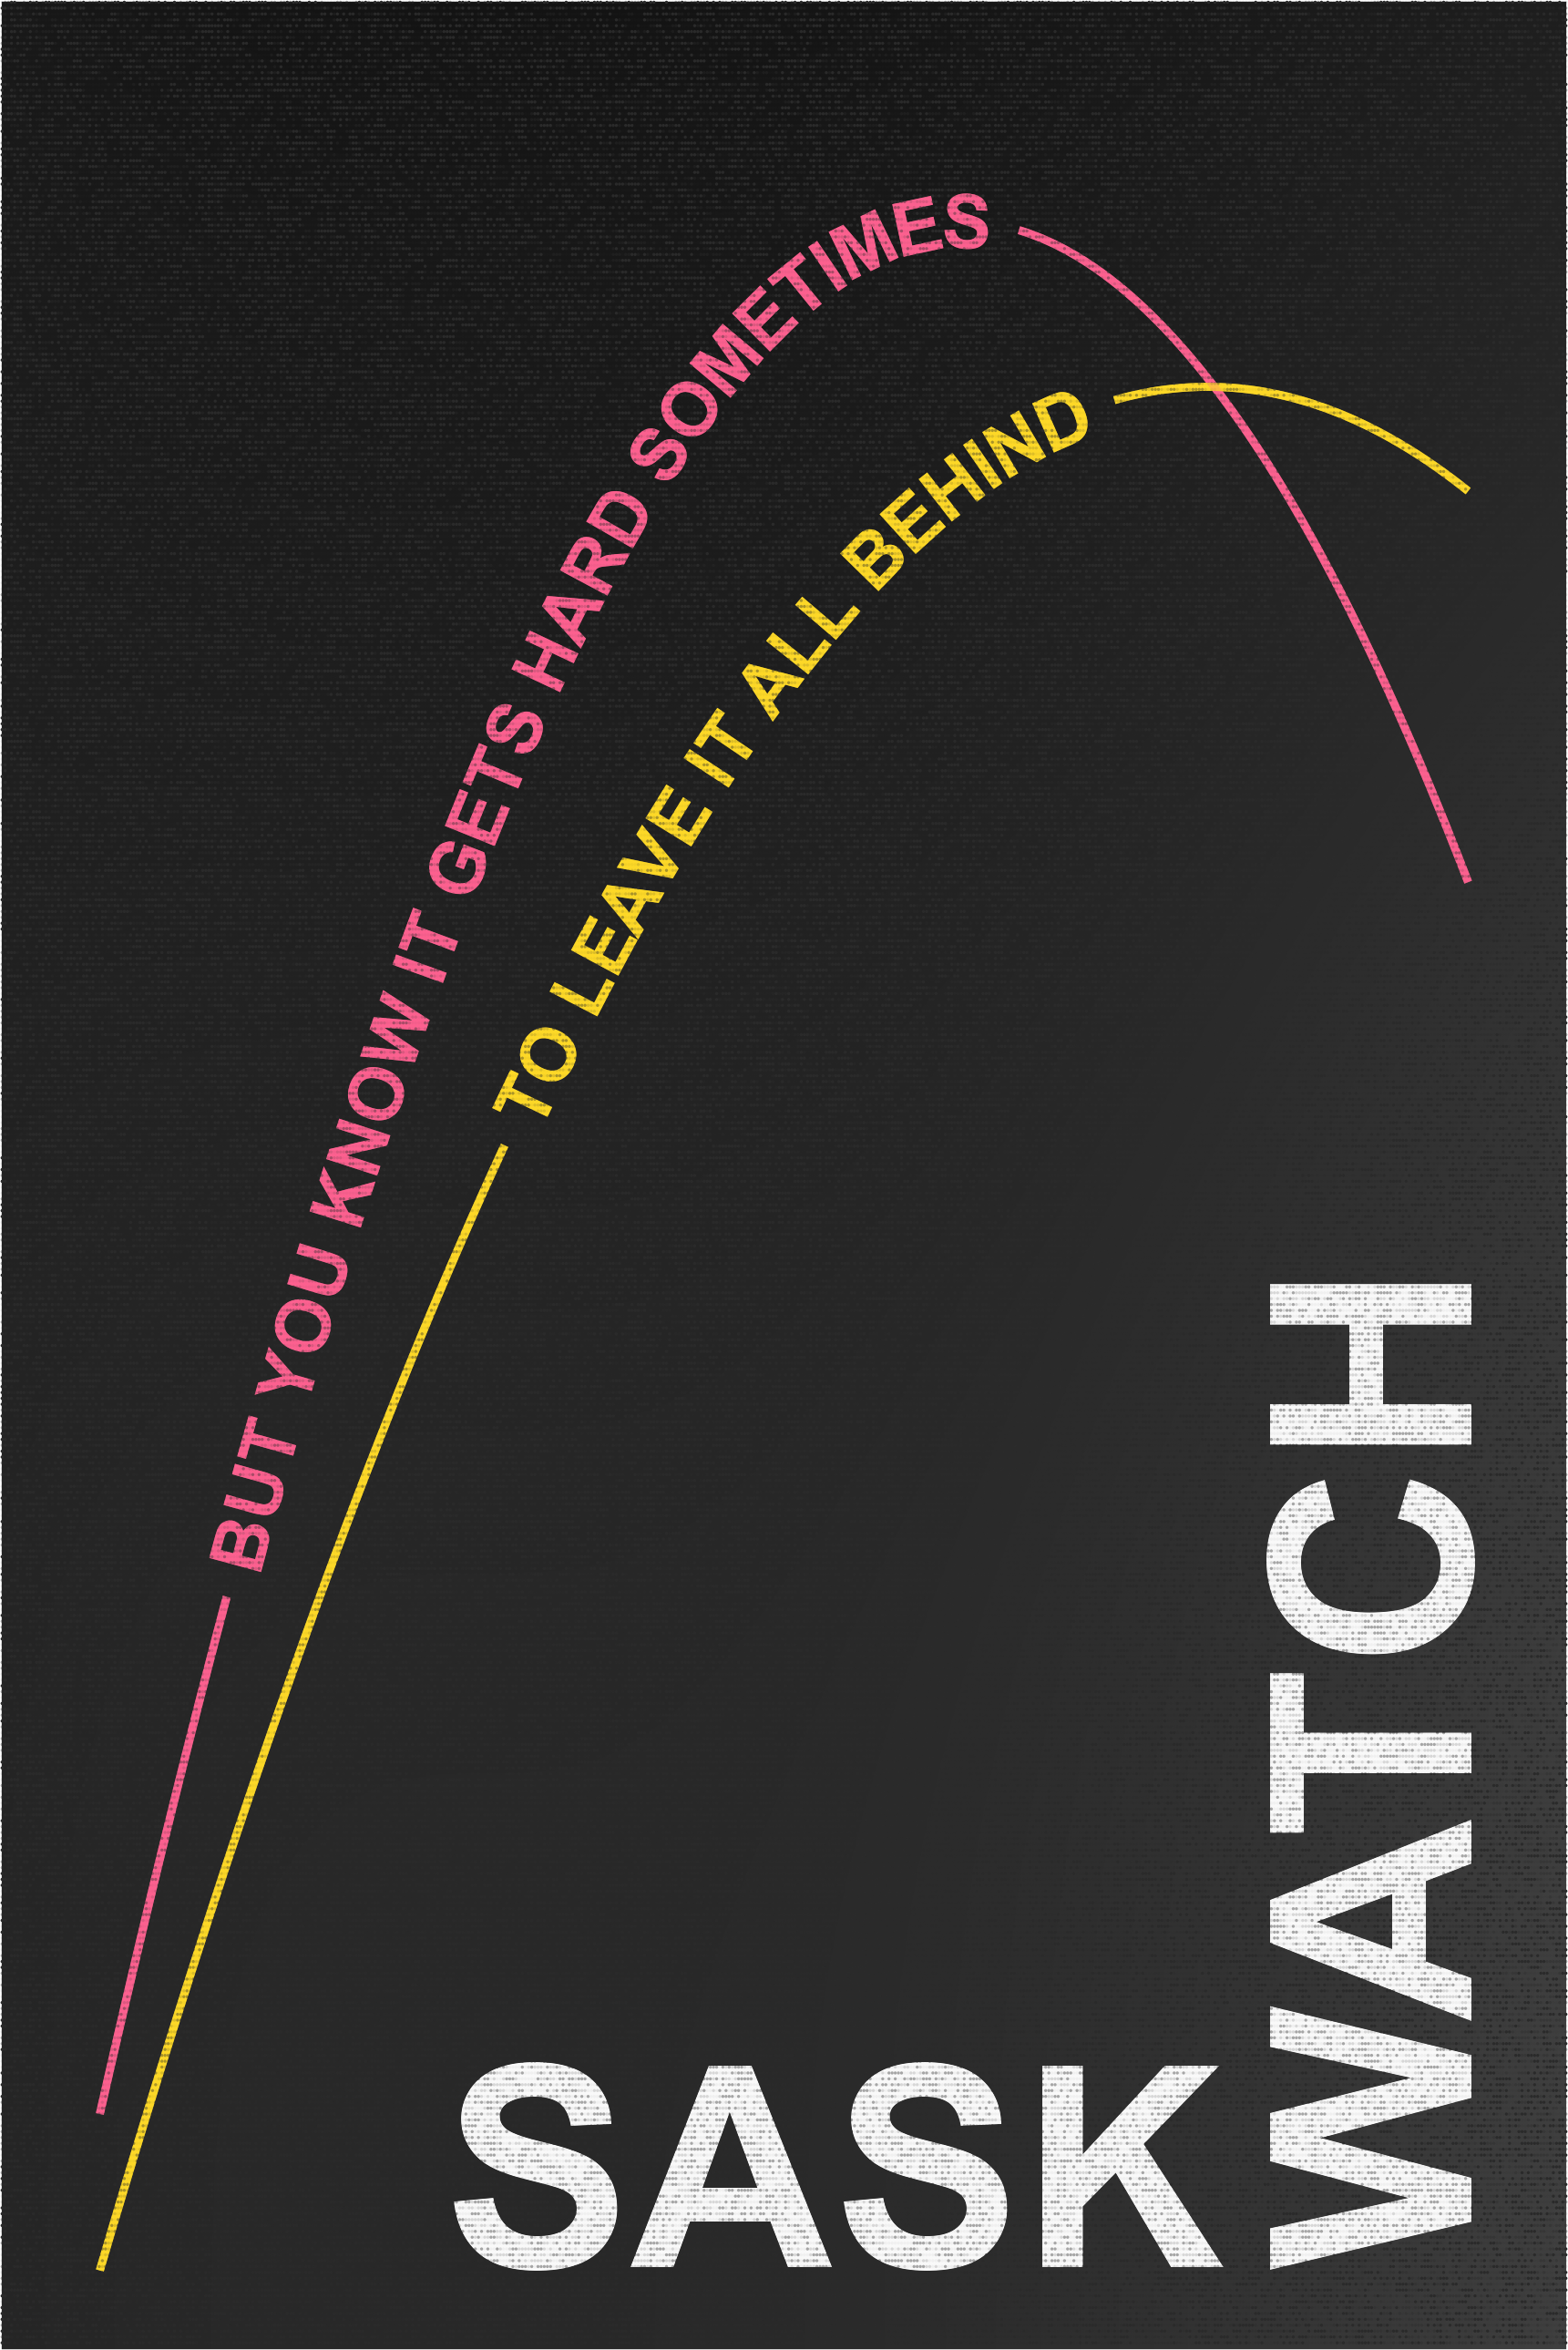 BUT YOU KNOW IT GETS HARD SOMETIMES
TO LEAVE IT ALL BEHIND
SASK
WATCH